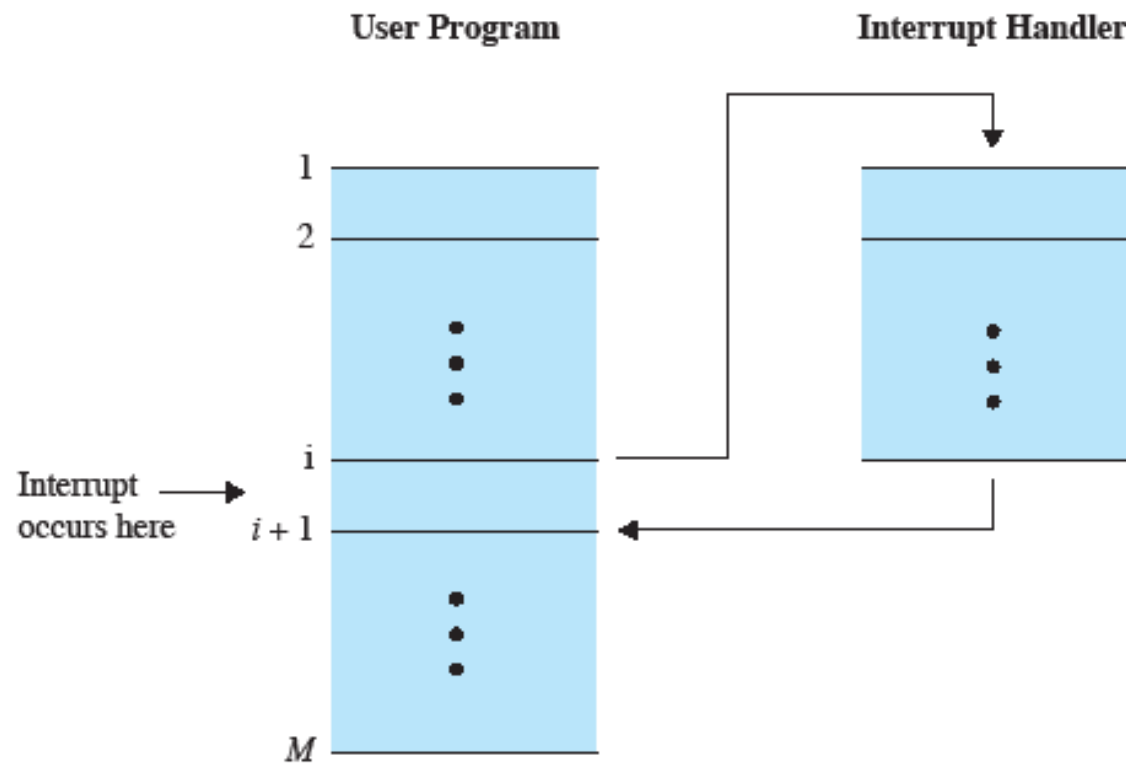 User Program
Interrupt Handler
1
2
i
Interrupt
occurs here
i + 1
M